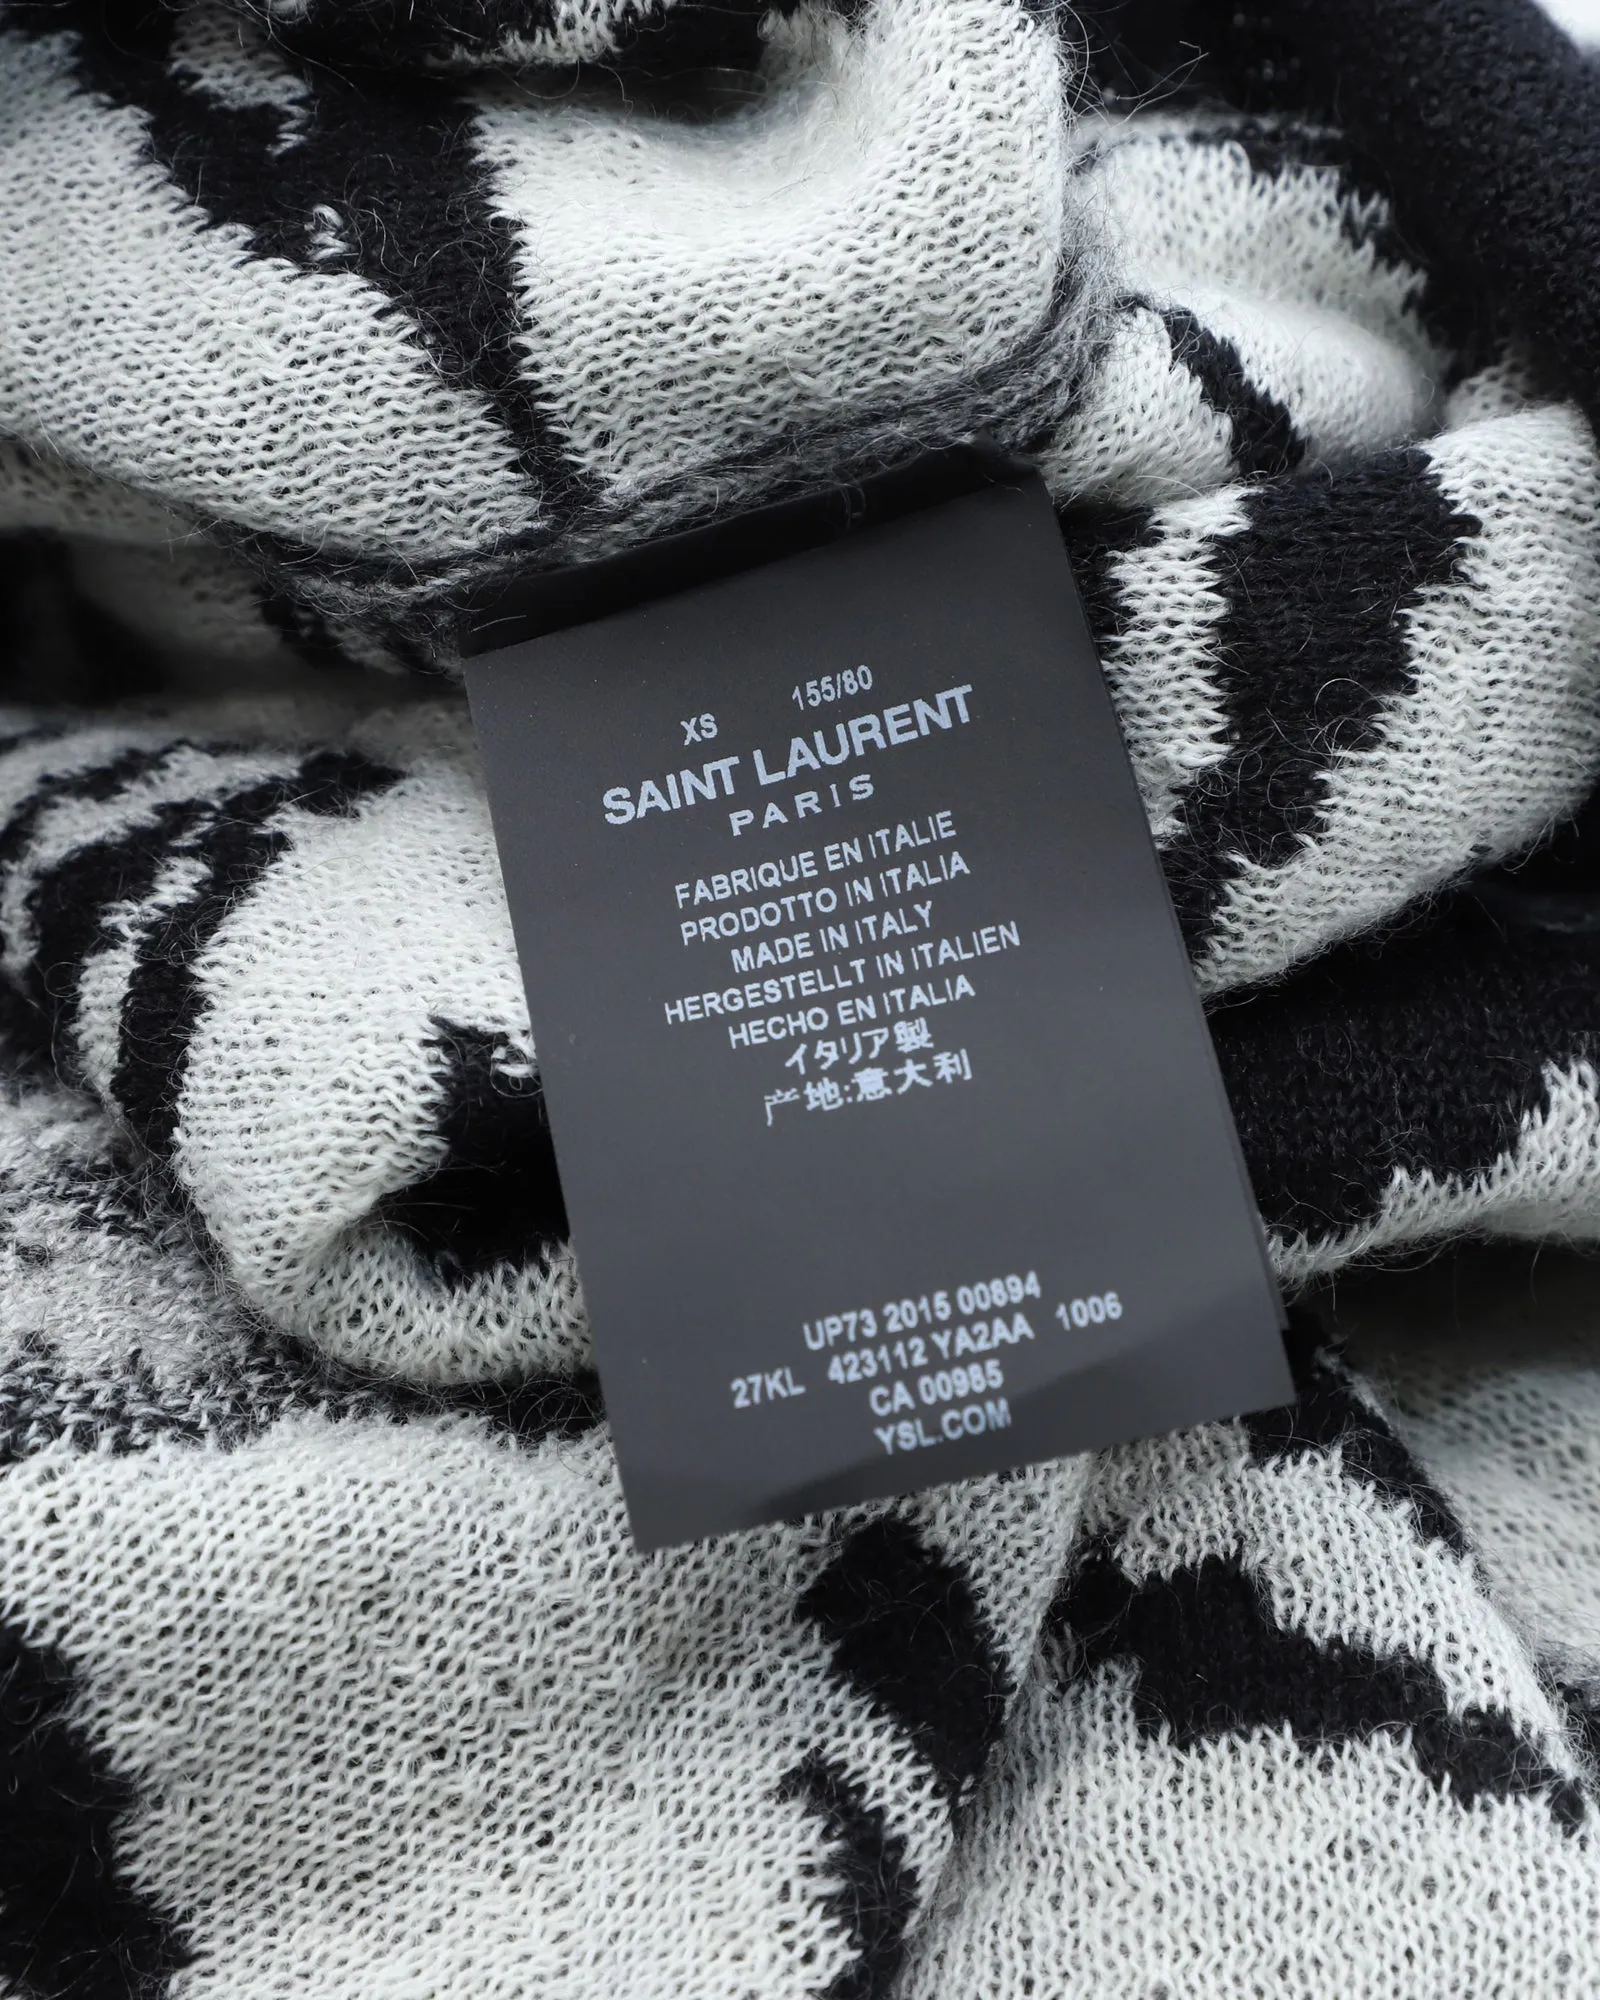 XS 155/80
SAINT LAURENT
PARIS
FABRIQUE EN ITALIE
PRODOTTO IN ITALIA
MADE IN ITALY
HERGESTELLT IN ITALIEN
HECHO EN ITALIA
イタリア製
产地:意大利
UP73 2015 00894
27KL 423112 YA2AA 1006
CA 00985
YSL.COM